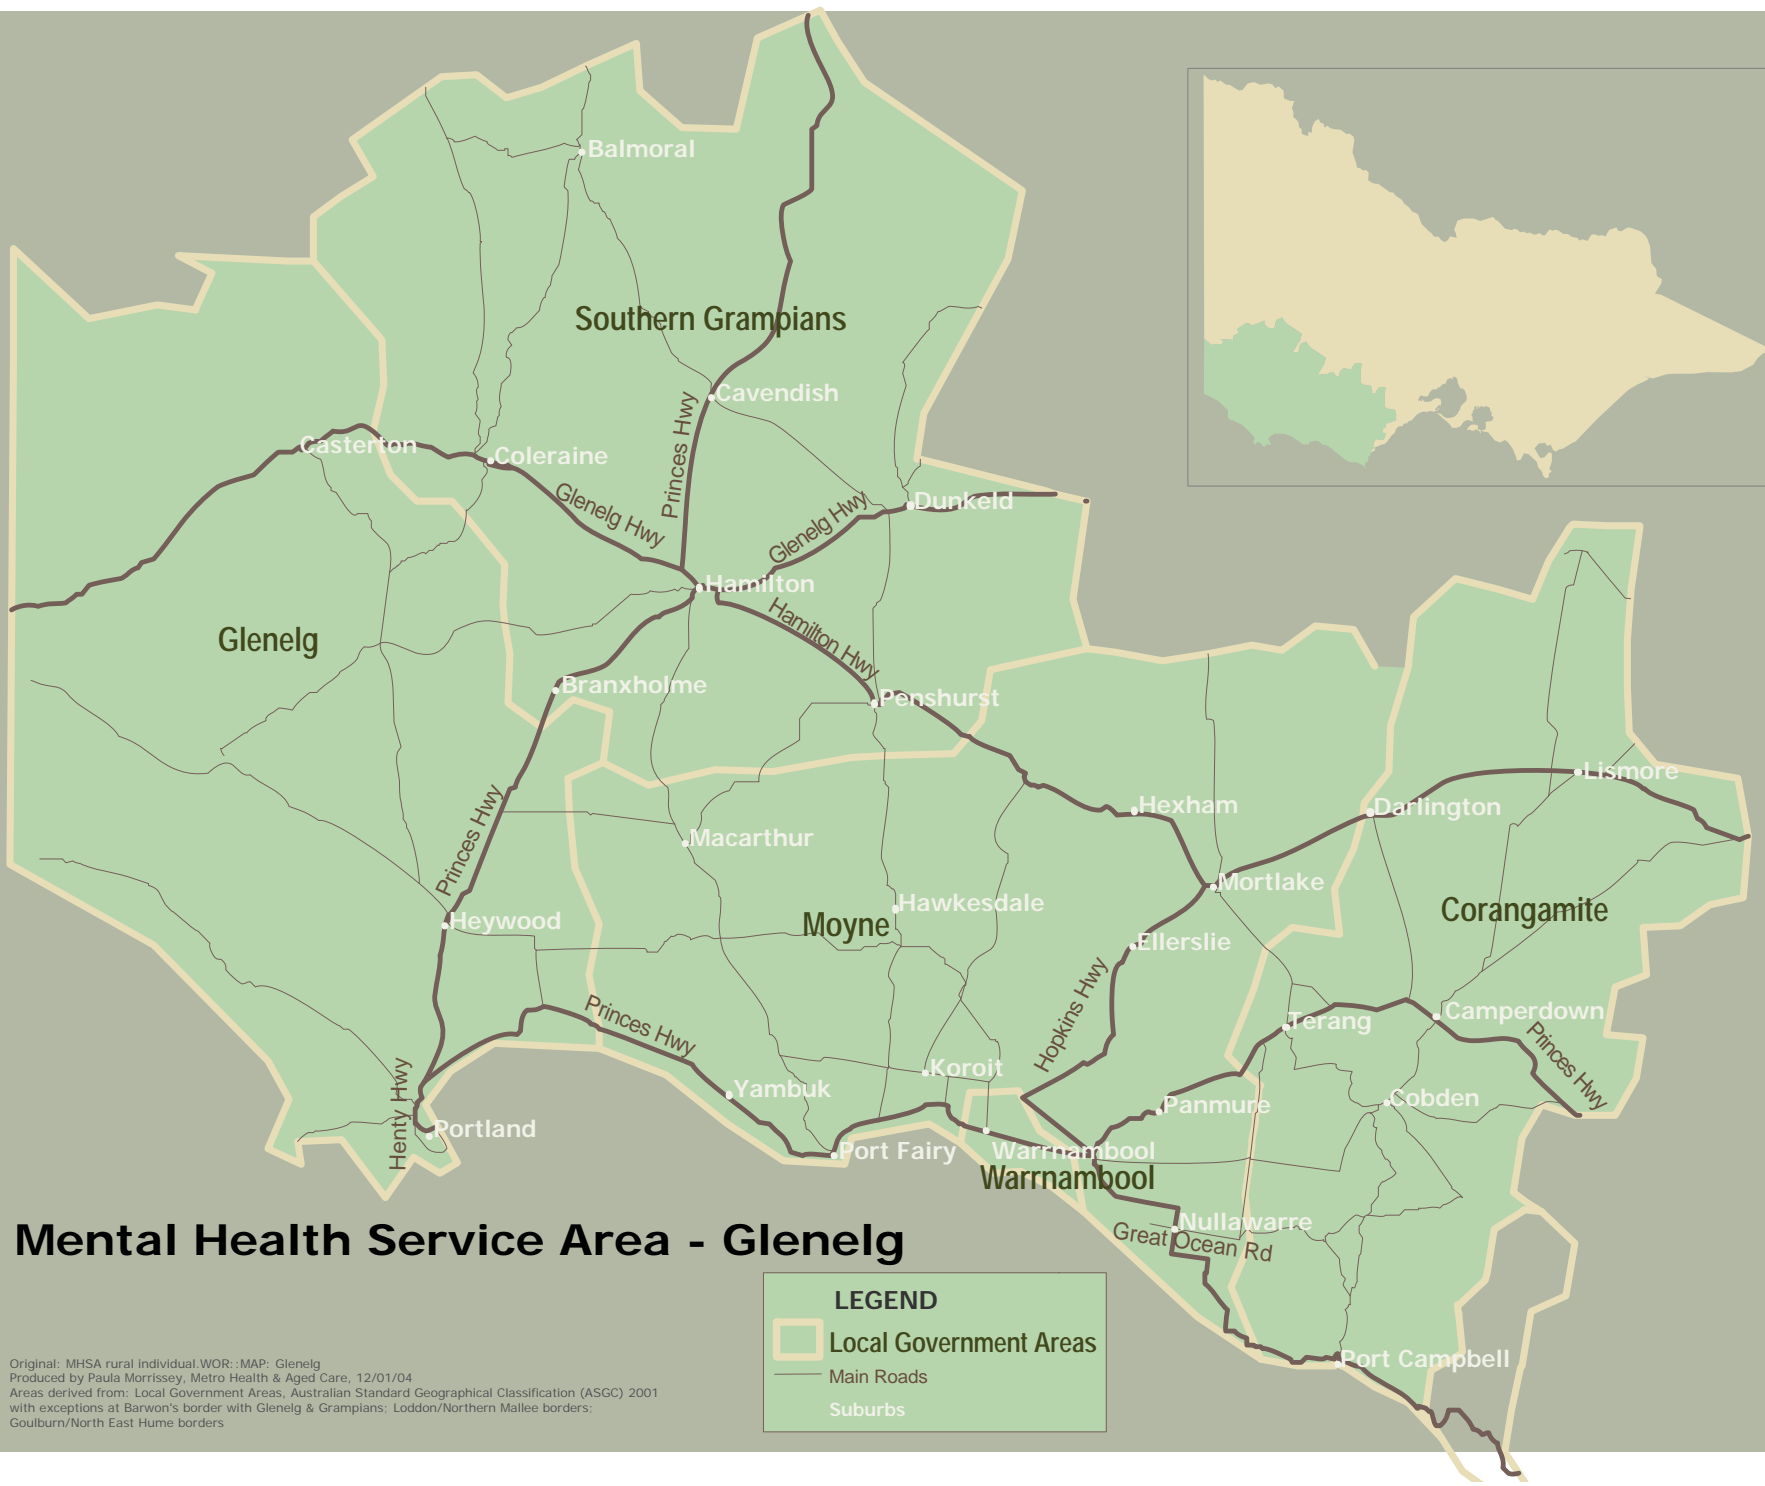 Balmoral
Southern Grampians
Cavendish
Princes Hwy
Casterton
Coleraine
Glenelg Hwy
Glenelg Hwy
Dunkeld
Hamilton
Hamilton Hwy
Glenelg
Branxholme
Penshurst
Lismore
Princes Hwy
Hexham
Darlington
Macarthur
Mortlake
Hawkesdale
Corangamite
Heywood
Moyne
Ellerslie
Hopkins Hwy
Princes Hwy
Camperdown
Terang
Princes Hwy
Henty Hwy
Koroit
Yambuk
Panmure
Cobden
Portland
Port Fairy
Warrnambool
Warrnambool
Nullawarre
Great Ocean Rd
Port Campbell
Mental Health Service Area - Glenelg
LEGEND
Local Government Areas
Main Roads
Suburbs
Original: MHSA rural individual.WOR::MAP: Glenelg
Produced by Paula Morrissey, Metro Health & Aged Care, 12/01/04
Areas derived from: Local Government Areas, Australian Standard Geographical Classification (ASGC) 2001
with exceptions at Barwon's border with Glenelg & Grampians; Loddon/Northern Mallee borders;
Goulburn/North East Hume borders